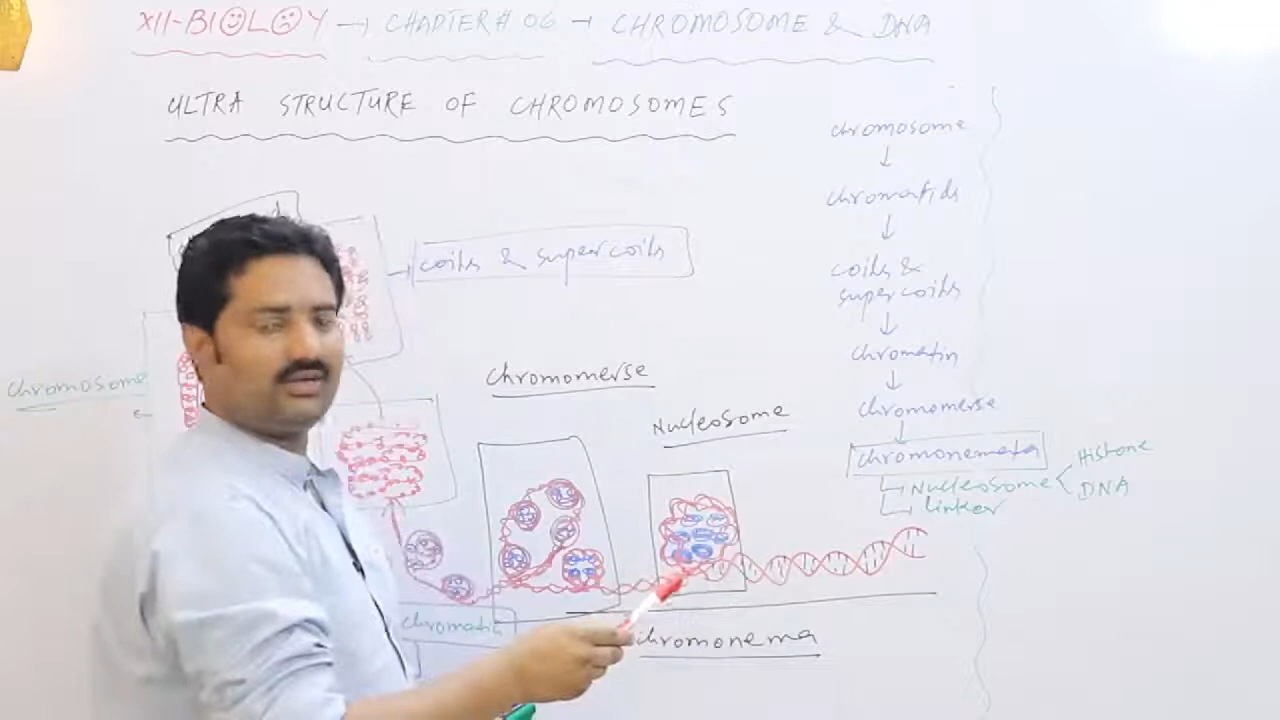 XII-BIOLOGY → CHAPTER # 06 → CHROMOSOME & DNA
ULTRA STRUCTURE OF CHROMOSOMES
coils & supercoils
chromosome
chromomerse
Nucleosome
chromatin
chromonema
chromosome
↓
chromatids
↓
coils &
supercoils
↓
chromatin
↓
chromomerse
↓
chromonemata
Nucleosome < Histone
DNA
linker